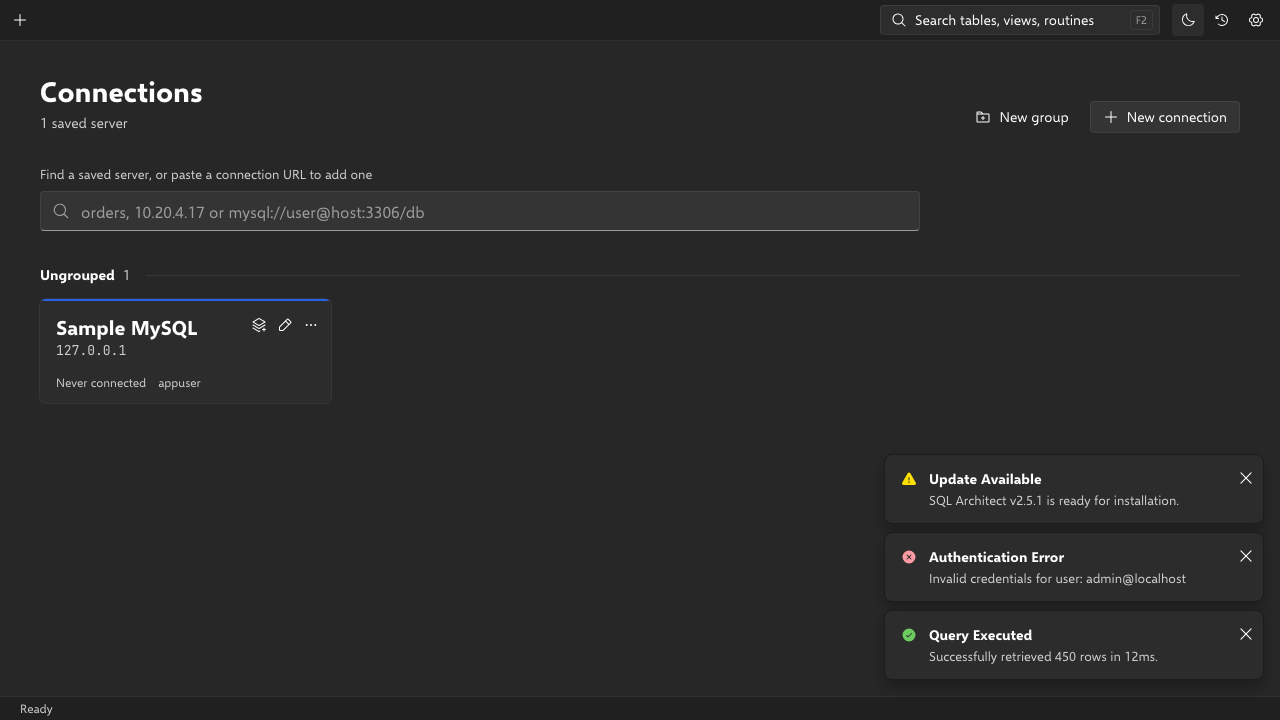 Search tables, views, routines F2
Connections
1 saved server
New group
New connection
Find a saved server, or paste a connection URL to add one
orders, 10.20.4.17 or mysql://user@host:3306/db
Ungrouped 1
Sample MySQL
127.0.0.1
Never connected appuser
Update Available
SQL Architect v2.5.1 is ready for installation.
Authentication Error
Invalid credentials for user: admin@localhost
Query Executed
Successfully retrieved 450 rows in 12ms.
Ready